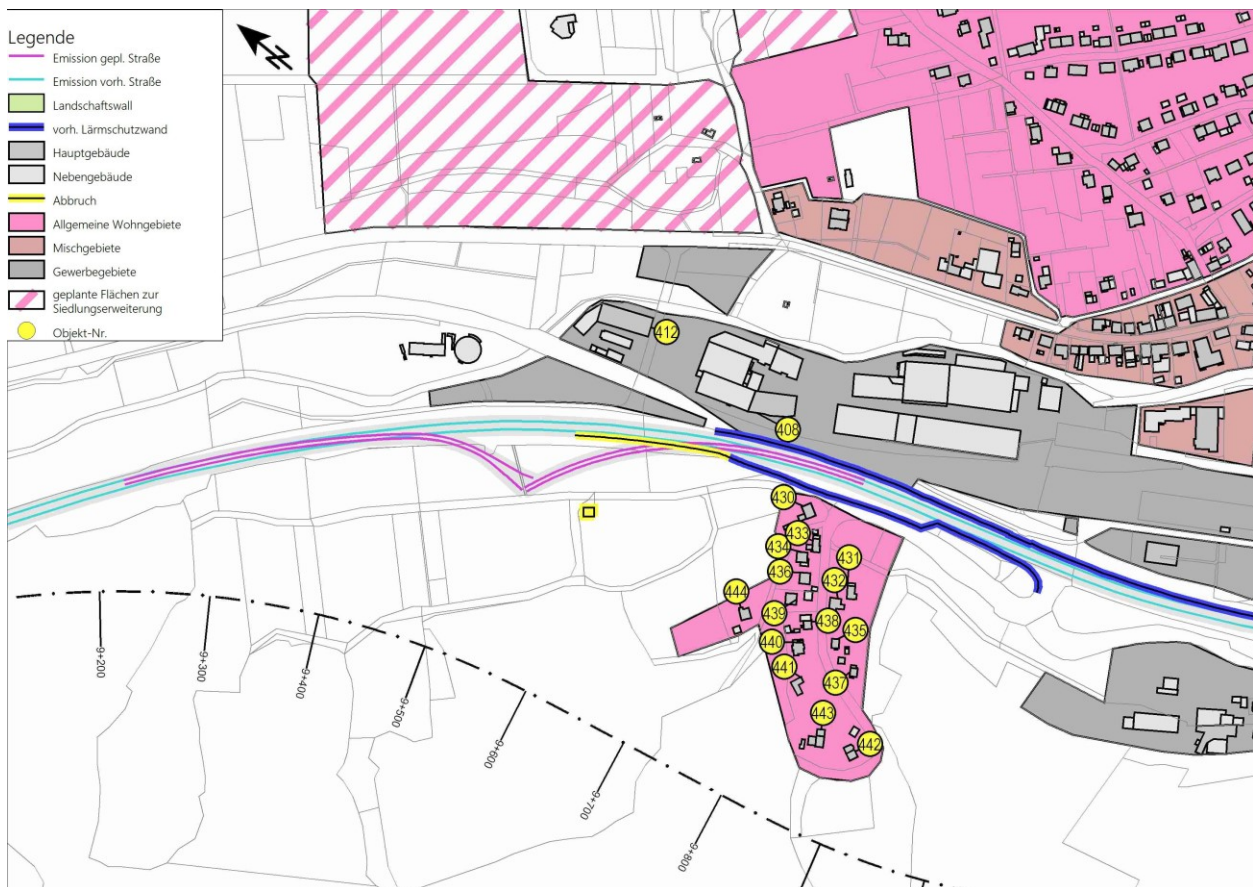 Legende
Emission gepl. Straße
Emission vorh. Straße
Landschaftswall
vorh. Lärmschutzwand
Hauptgebäude
Nebengebäude
Abbruch
Allgemeine Wohngebiete
Mischgebiete
Gewerbegebiete
geplante Flächen zur
Siedlungserweiterung
Objekt-Nr.
N
412
408
430
433
434
431
436
432
444
439
438
435
440
441
437
443
442
9+200
9+300
9+400
9+500
9+600
9+700
9+800